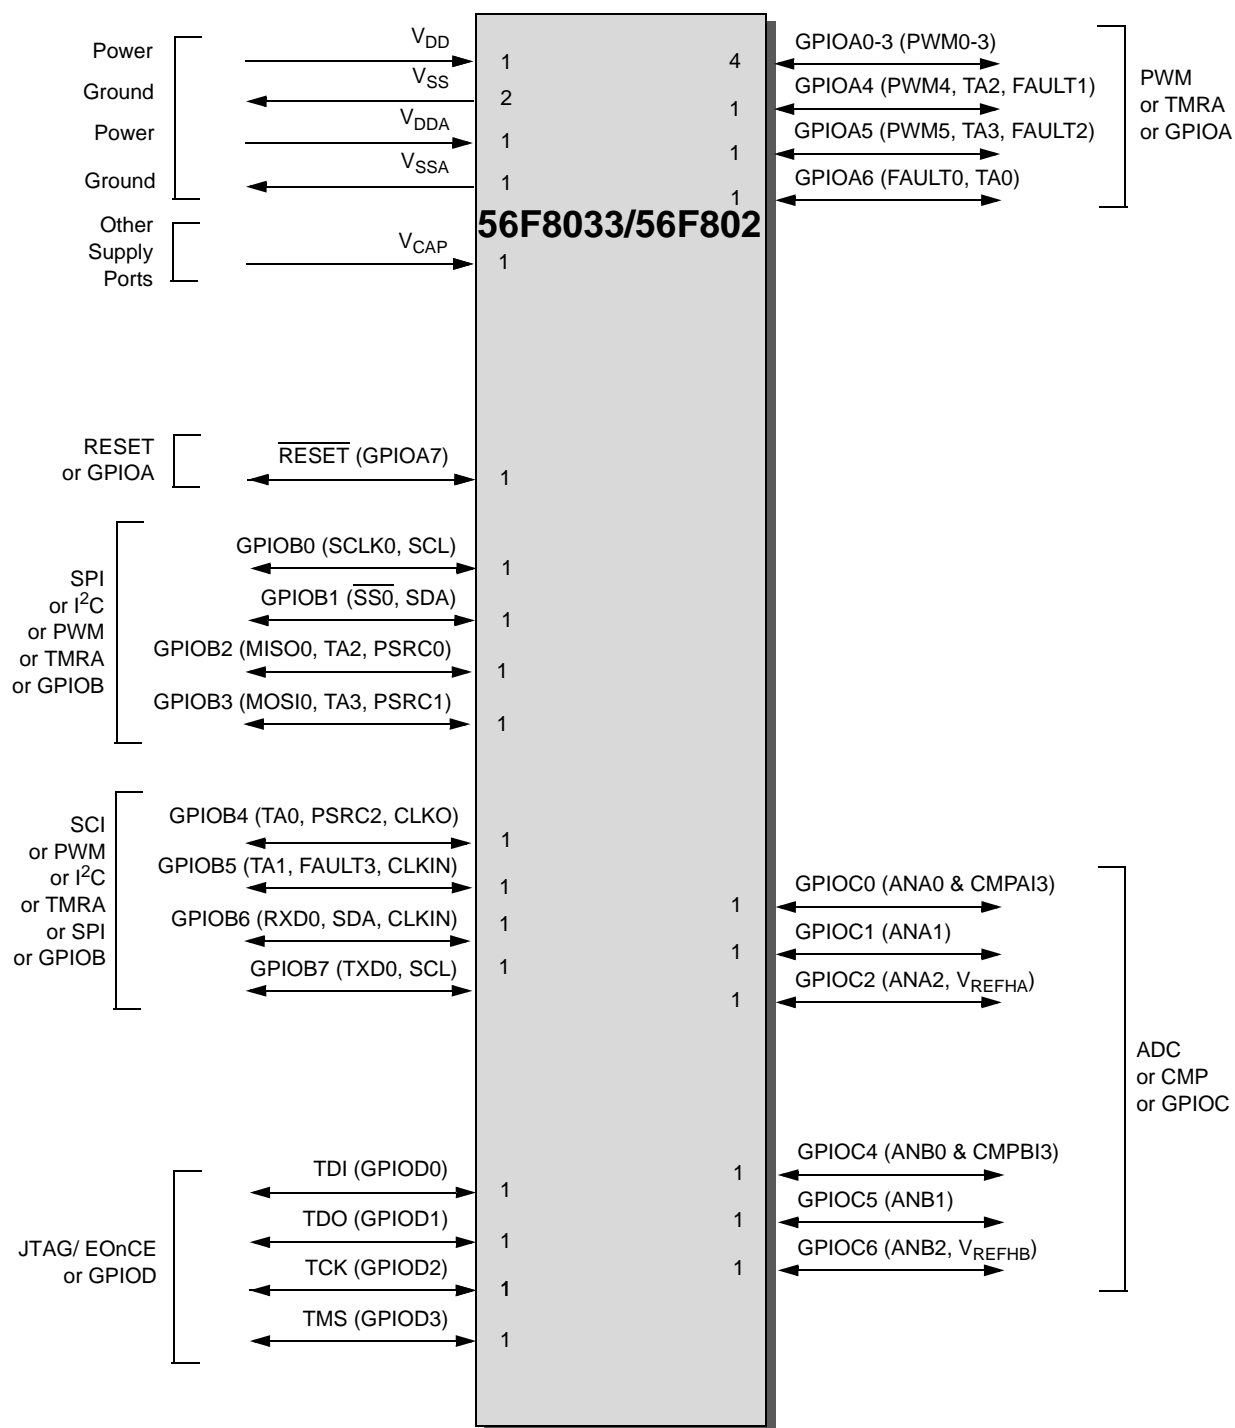 Power
Ground
Power
Ground
Other
Supply
Ports
VDD
VSS
VDDA
VSSA
VCAP
1
2
1
1
1
56F8033/56F802
4
1
1
1
GPIOA0-3 (PWM0-3)
GPIOA4 (PWM4, TA2, FAULT1)
GPIOA5 (PWM5, TA3, FAULT2)
GPIOA6 (FAULT0, TA0)
PWM
or TMRA
or GPIOA
RESET
or GPIOA
RESET (GPIOA7)
1
SPI
or I2C
or PWM
or TMRA
or GPIOB
GPIOB0 (SCLK0, SCL)
1
GPIOB1 (SS0, SDA)
1
GPIOB2 (MISO0, TA2, PSRC0)
1
GPIOB3 (MOSI0, TA3, PSRC1)
1
SCI
or PWM
or I2C
or TMRA
or SPI
or GPIOB
GPIOB4 (TA0, PSRC2, CLKO)
1
GPIOB5 (TA1, FAULT3, CLKIN)
1
GPIOB6 (RXD0, SDA, CLKIN)
1
GPIOB7 (TXD0, SCL)
1
1
GPIOC0 (ANA0 & CMPAI3)
1
GPIOC1 (ANA1)
1
GPIOC2 (ANA2, VREFHA)
ADC
or CMP
or GPIOC
1
GPIOC4 (ANB0 & CMPBI3)
1
GPIOC5 (ANB1)
1
GPIOC6 (ANB2, VREFHB)
JTAG/ EOnCE
or GPIOD
TDI (GPIOD0)
1
TDO (GPIOD1)
1
TCK (GPIOD2)
1
TMS (GPIOD3)
1